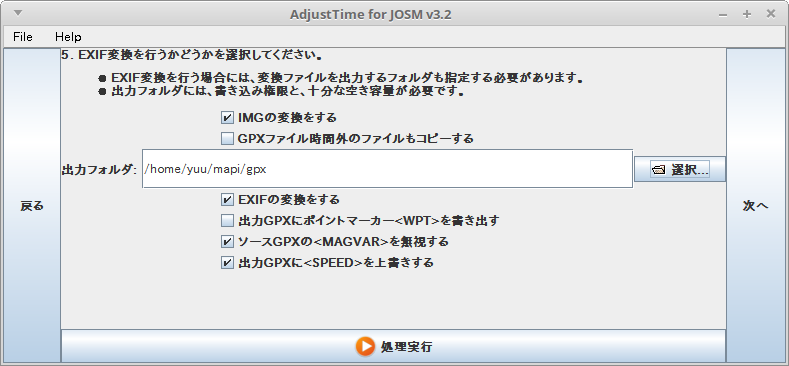 AdjustTime for JOSM v3.2
File Help
5. EXIF変換を行うかどうかを選択してください。
● EXIF変換を行う場合には、変換ファイルを出力するフォルダも指定する必要があります。
● 出力フォルダには、書き込み権限と、十分な空き容量が必要です。
IMGの変換をする
GPXファイル時間外のファイルもコピーする
出力フォルダ: /home/yuu/mapi/gpx 選択...
EXIFの変換をする
戻る 出力GPXにポイントマーカー<WPT>を書き出す 次へ
ソースGPXの<MAGVAR>を無視する
出力GPXに<SPEED>を上書きする
処理実行